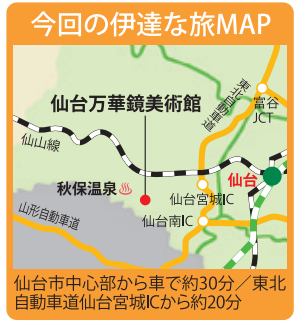 今回の伊達な旅MAP
東北自動車道
富谷
JCT
仙台万華鏡美術館
仙山線
仙台
秋保温泉♨
仙台宮城IC
山形自動車道
仙台南IC
仙台市中心部から車で約30分／東北
自動車道仙台宮城ICから約20分